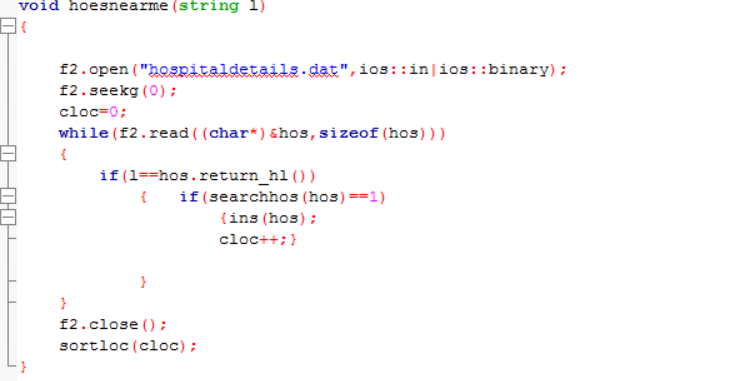 void hoesnearme(string l)
{
f2.open("hospitaldetails.dat",ios::in|ios::binary);
f2.seekg(0);
cloc=0;
while(f2.read((char*)&hos,sizeof(hos)))
{
if(l==hos.return_hl())
{   if(searchhos(hos)==1)
{ins(hos);
cloc++;}
}
}
f2.close();
sortloc(cloc);
}